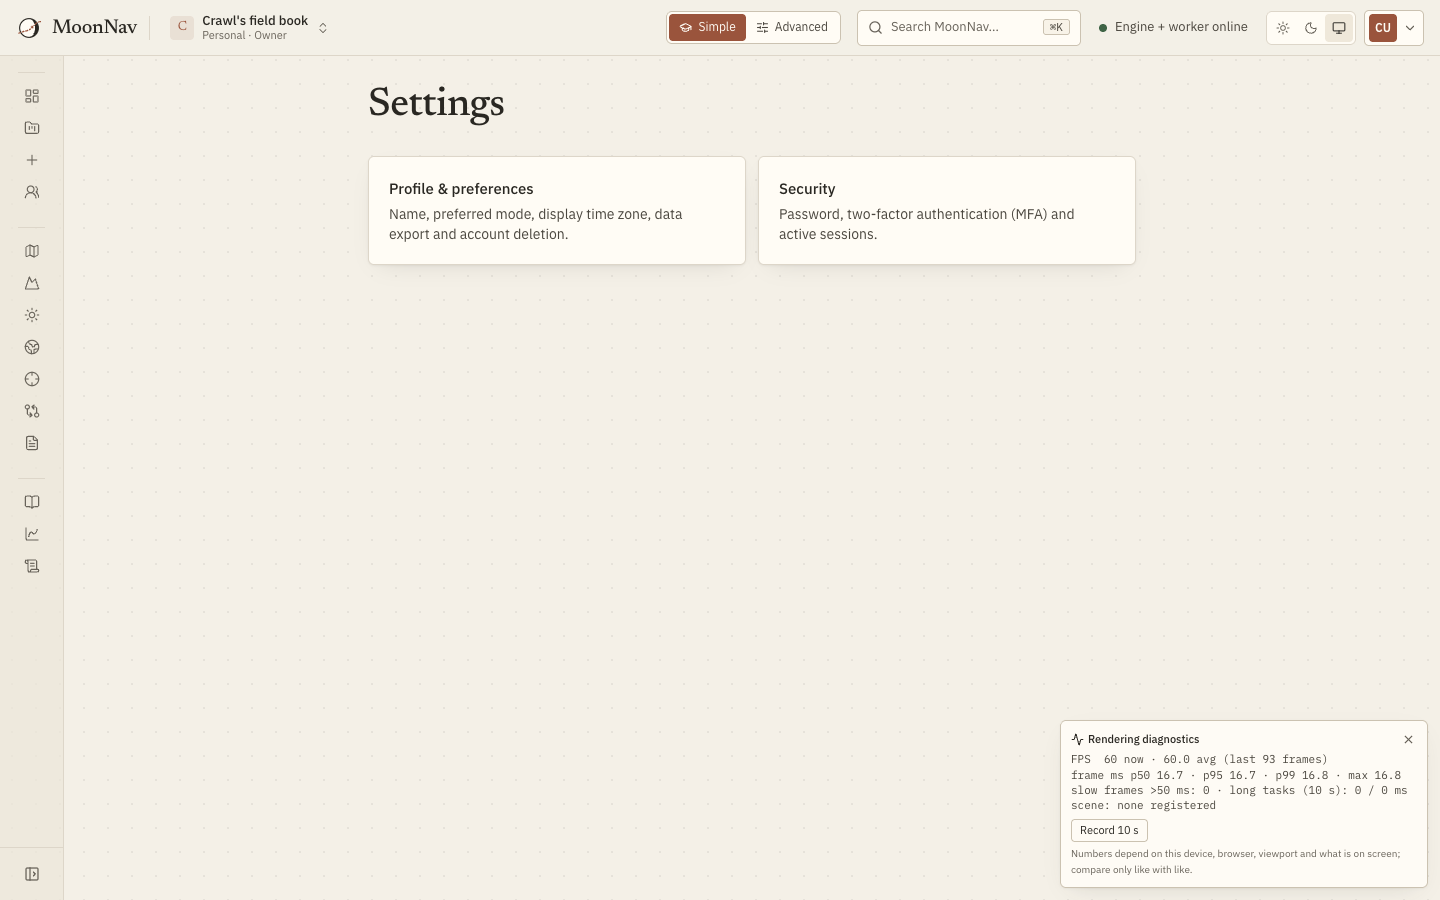 MoonNav
C
Crawl's field book
Personal · Owner
Simple
Advanced
Search MoonNav...
⌘K
Engine + worker online
CU
Settings
Profile & preferences
Name, preferred mode, display time zone, data
export and account deletion.
Security
Password, two-factor authentication (MFA) and
active sessions.
Rendering diagnostics
FPS  60 now · 60.0 avg (last 93 frames)
frame ms p50 16.7 · p95 16.7 · p99 16.8 · max 16.8
slow frames >50 ms: 0 · long tasks (10 s): 0 / 0 ms
scene: none registered
Record 10 s
Numbers depend on this device, browser, viewport and what is on screen;
compare only like with like.